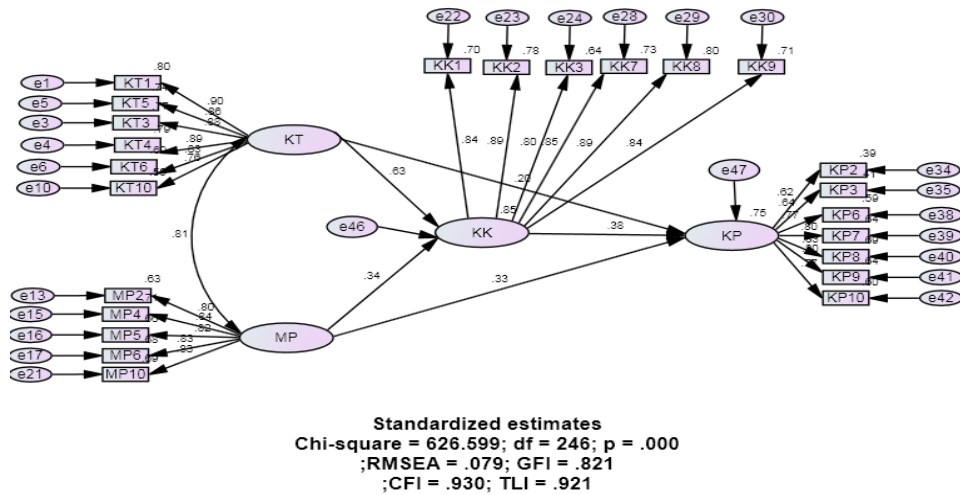 e22 e23 e24 e28 e29 e30
.70 .78 .64 .73 .80 .71
KK1 KK2 KK3 KK7 KK8 KK9
.80
e1 KT1
e5 KT5
e3 KT3
e4 KT4
e6 KT6
e10 KT10
.90
.86
.89
KT
.84 .89 .80 .85 .89 .84
.63
.20
.81
e46
.85
KK
.38
.34
.33
e47
.75
KP
.39
KP2 e34
KP3 e35
KP6 e38
KP7 e39
KP8 e40
KP9 e41
KP10 e42
.62
.64
.77
.63
e13 MP2
e15 MP4
e16 MP5
e17 MP6
e21 MP10
.80
.84
.82
.83
.83
MP
Standardized estimates
Chi-square = 626.599; df = 246; p = .000
;RMSEA = .079; GFI = .821
;CFI = .930; TLI = .921